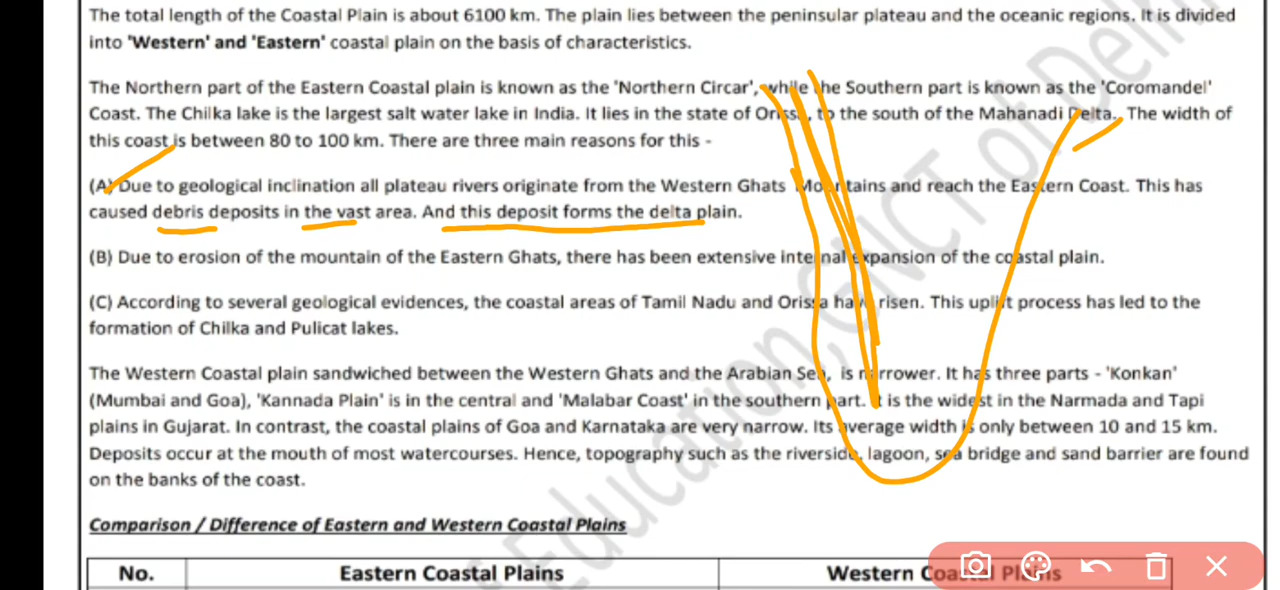 The total length of the Coastal Plain is about 6100 km. The plain lies between the peninsular plateau and the oceanic regions. It is divided
into 'Western' and 'Eastern' coastal plain on the basis of characteristics.
The Northern part of the Eastern Coastal plain is known as the 'Northern Circar', while the Southern part is known as the 'Coromandel'
Coast. The Chilka lake is the largest salt water lake in India. It lies in the state of Orissa, to the south of the Mahanadi Delta. The width of
this coast is between 80 to 100 km. There are three main reasons for this -
(A) Due to geological inclination all plateau rivers originate from the Western Ghats Mountains and reach the Eastern Coast. This has
caused debris deposits in the vast area. And this deposit forms the delta plain.
(B) Due to erosion of the mountain of the Eastern Ghats, there has been extensive internal expansion of the coastal plain.
(C) According to several geological evidences, the coastal areas of Tamil Nadu and Orissa have risen. This uplift process has led to the
formation of Chilka and Pulicat lakes.
The Western Coastal plain sandwiched between the Western Ghats and the Arabian Sea, is narrower. It has three parts - 'Konkan'
(Mumbai and Goa), 'Kannada Plain' is in the central and 'Malabar Coast' in the southern part. It is the widest in the Narmada and Tapi
plains in Gujarat. In contrast, the coastal plains of Goa and Karnataka are very narrow. Its average width is only between 10 and 15 km.
Deposits occur at the mouth of most watercourses. Hence, topography such as the riverside, lagoon, sea bridge and sand barrier are found
on the banks of the coast.
Comparison / Difference of Eastern and Western Coastal Plains
No. Eastern Coastal Plains Western Coastal Plains
Education, GNCT of Delhi